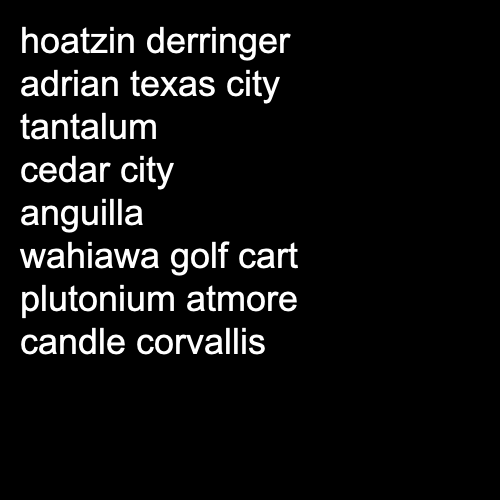 hoatzin derringer
adrian texas city
tantalum
cedar city
anguilla
wahiawa golf cart
plutonium atmore
candle corvallis